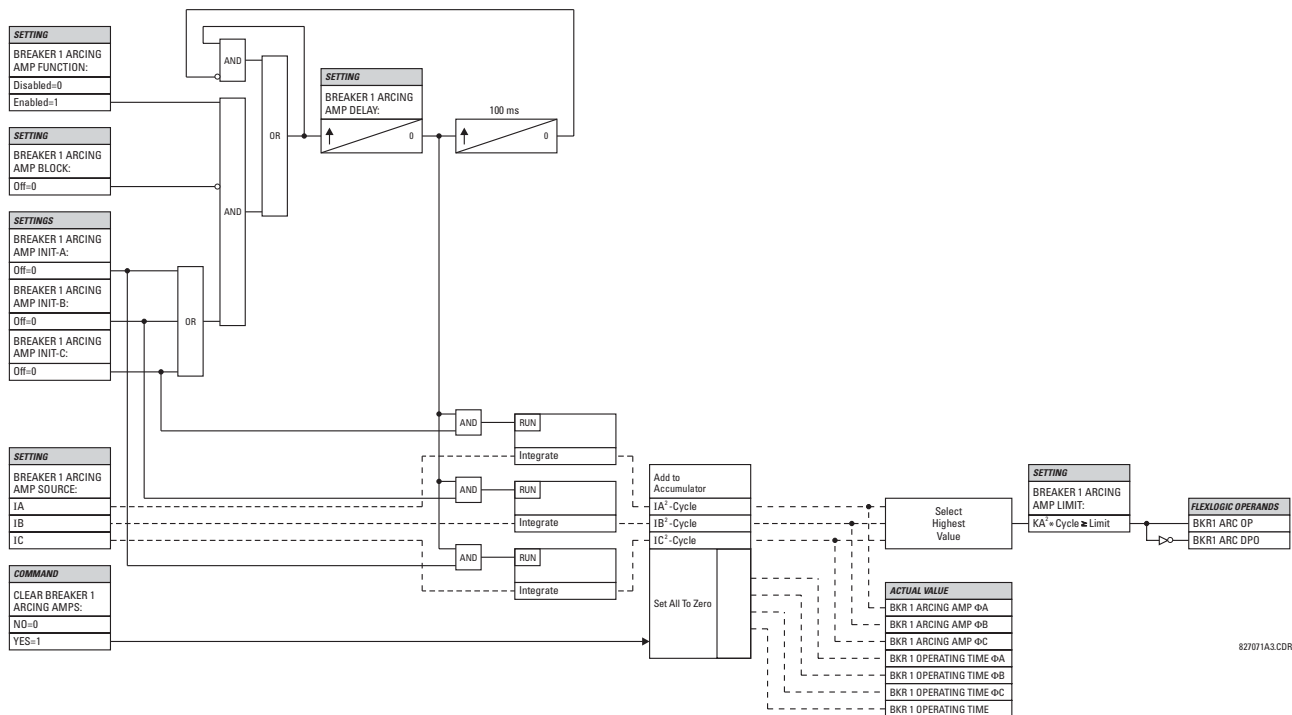 SETTING
BREAKER 1 ARCING
AMP FUNCTION:
Disabled=0
Enabled=1
SETTING
BREAKER 1 ARCING
AMP BLOCK:
Off=0
SETTINGS
BREAKER 1 ARCING
AMP INIT-A:
Off=0
BREAKER 1 ARCING
AMP INIT-B:
Off=0
BREAKER 1 ARCING
AMP INIT-C:
Off=0
SETTING
BREAKER 1 ARCING
AMP SOURCE:
IA
IB
IC
COMMAND
CLEAR BREAKER 1
ARCING AMPS:
NO=0
YES=1
AND
OR
AND
OR
SETTING
BREAKER 1 ARCING
AMP DELAY:
0
100 ms
0
AND
RUN
Integrate
AND
RUN
Integrate
AND
RUN
Integrate
Add to
Accumulator
IA²-Cycle
IB²-Cycle
IC²-Cycle
Set All To Zero
Select
Highest
Value
SETTING
BREAKER 1 ARCING
AMP LIMIT:
KA²*Cycle ≥ Limit
FLEXLOGIC OPERANDS
BKR1 ARC OP
BKR1 ARC DPO
ACTUAL VALUE
BKR 1 ARCING AMP ΦA
BKR 1 ARCING AMP ΦB
BKR 1 ARCING AMP ΦC
BKR 1 OPERATING TIME ΦA
BKR 1 OPERATING TIME ΦB
BKR 1 OPERATING TIME ΦC
BKR 1 OPERATING TIME
827071A3.CDR